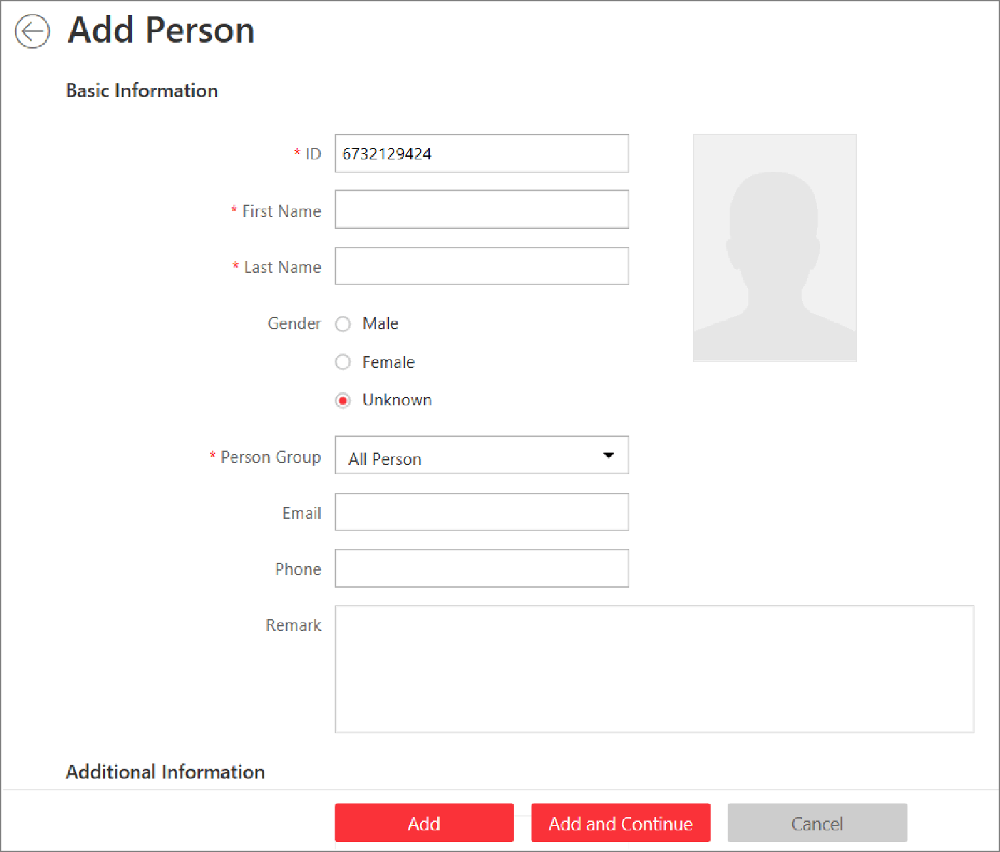 Add Person
Basic Information
* ID 6732129424
* First Name
* Last Name
Gender Male
Female
Unknown
* Person Group All Person
Email
Phone
Remark
Additional Information
Add Add and Continue Cancel